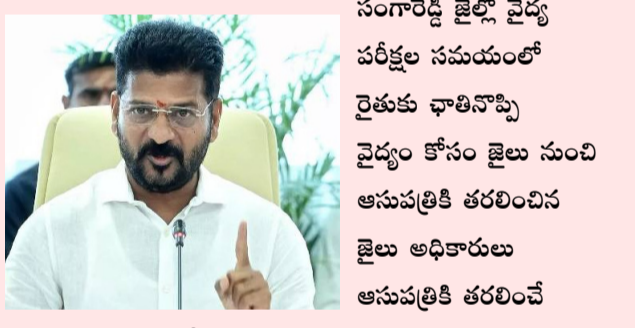 సంగారెడ్డి జైల్లో వైద్య
పరీక్షల సమయంలో
రైతుకు ఛాతినొప్పి
వైద్యం కోసం జైలు నుంచి
ఆసుపత్రికి తరలించిన
జైలు అధికారులు
ఆసుపత్రికి తరలించే